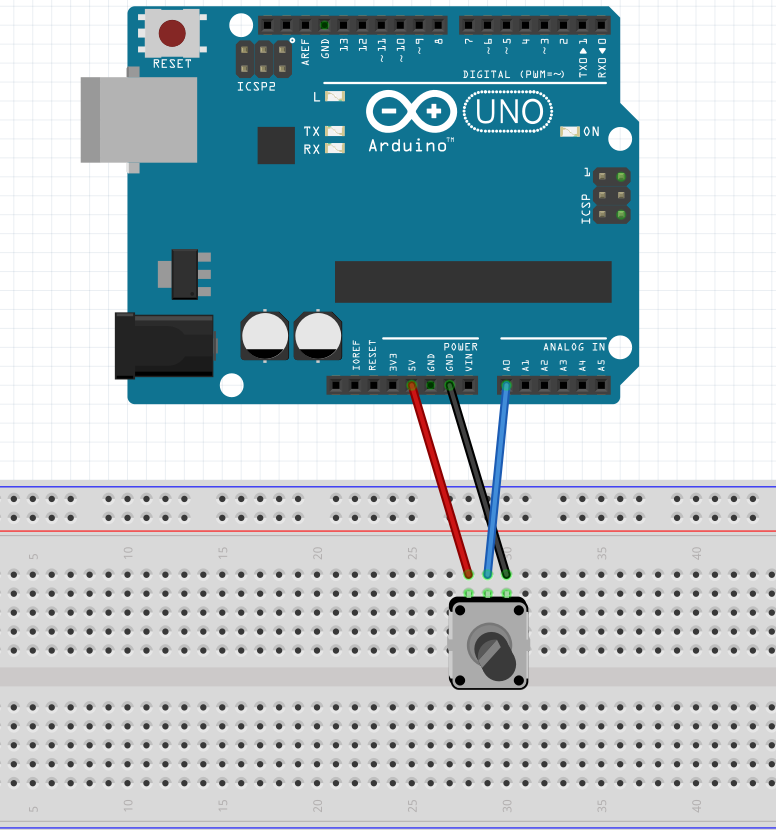 RESET
ICSP2
AREF
GND
13
12
~11
~10
~9
8
7
~6
~5
4
~3
2
TX0▶1
RX0◀0
DIGITAL (PWM=~)
L
TX
RX
UNO
Arduino™
ON
1
ICSP
POWER
ANALOG IN
IOREF
RESET
3V3
5V
GND
GND
VIN
A0
A1
A2
A3
A4
A5
5
10
15
20
25
30
35
40
5
10
15
20
25
30
35
40